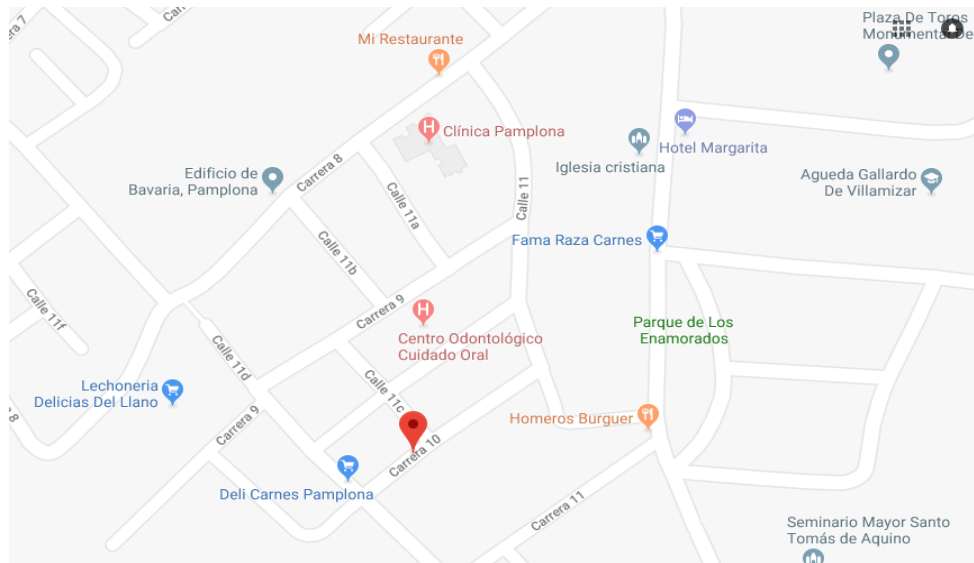 Carrera 7
Plaza De Toros
Monumental De
Mi Restaurante
Clínica Pamplona
Iglesia cristiana
Hotel Margarita
Edificio de
Bavaria, Pamplona
Carrera 8
Agueda Gallardo
De Villamizar
Calle 11a
Calle 11
Calle 11b
Fama Raza Carnes
Calle 11f
Carrera 9
Centro Odontológico
Cuidado Oral
Parque de Los
Enamorados
Calle 11d
Lechoneria
Delicias Del Llano
Calle 11c
Carrera 9
Homeros Burguer
Carrera 10
Deli Carnes Pamplona
Carrera 11
Seminario Mayor Santo
Tomás de Aquino